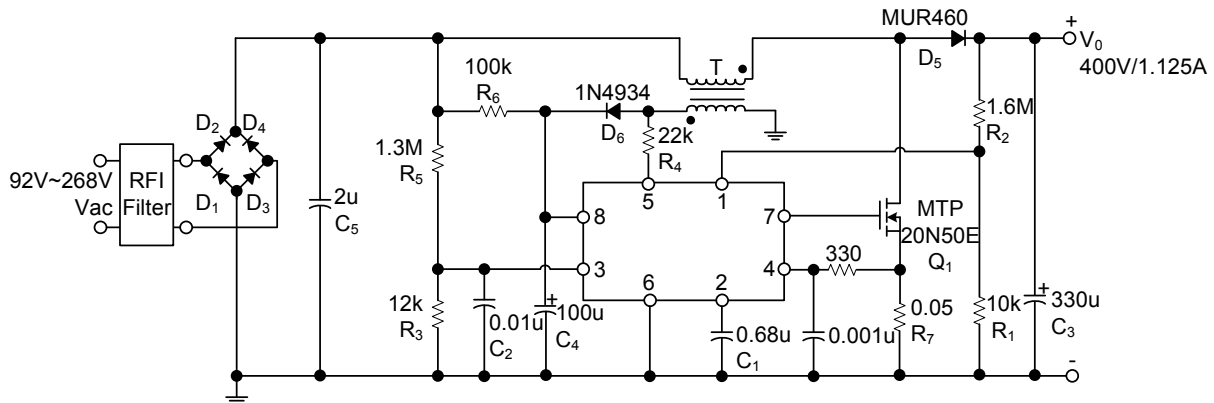 MUR460
+
V0
D5
400V/1.125A
T
100k
R6
1N4934
D6
1.6M
R2
22k
R4
D2
D4
1.3M
R5
92V~268V
Vac
RFI
Filter
D1
D3
2u
C5
5
1
8
7
3
4
6
2
MTP
20N50E
Q1
330
12k
R3
0.01u
C2
+
100u
C4
0.68u
C1
0.001u
0.05
R7
10k
R1
+
330u
C3
-